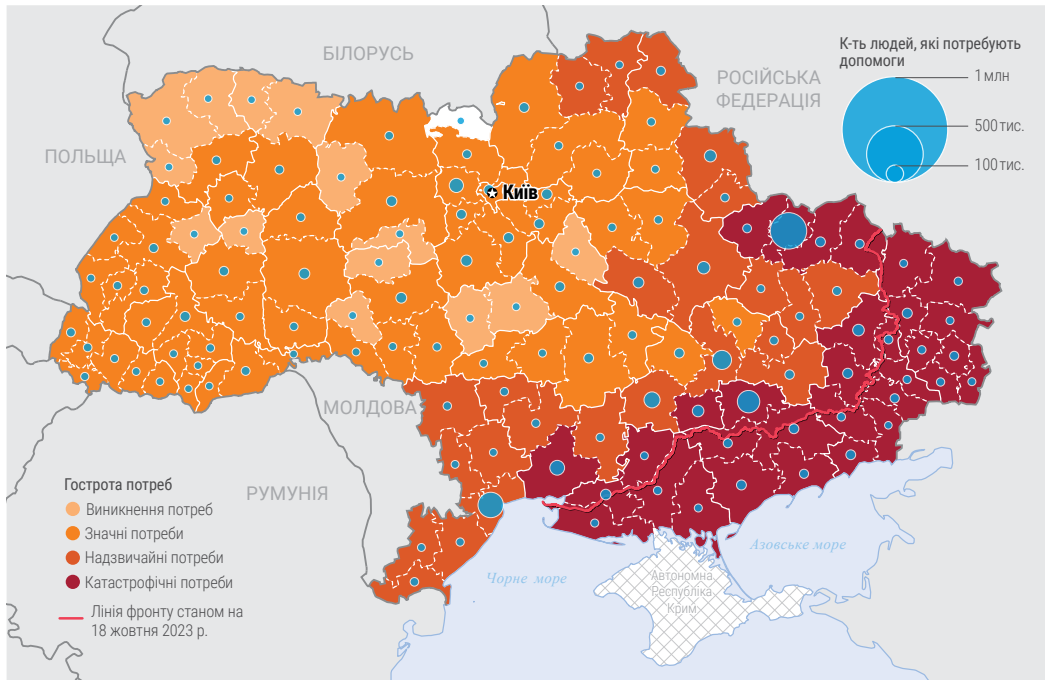 БІЛОРУСЬ
К-ть людей, які потребують
допомоги
1 млн
РОСІЙСЬКА
ФЕДЕРАЦІЯ
500 тис.
ПОЛЬЩА
100 тис.
Київ
МОЛДОВА
Гострота потреб
РУМУНІЯ
Виникнення потреб
Значні потреби
Надзвичайні потреби
Катастрофічні потреби
Лінія фронту станом на
18 жовтня 2023 р.
Азовське море
Чорне море
Автономна
Республіка
Крим